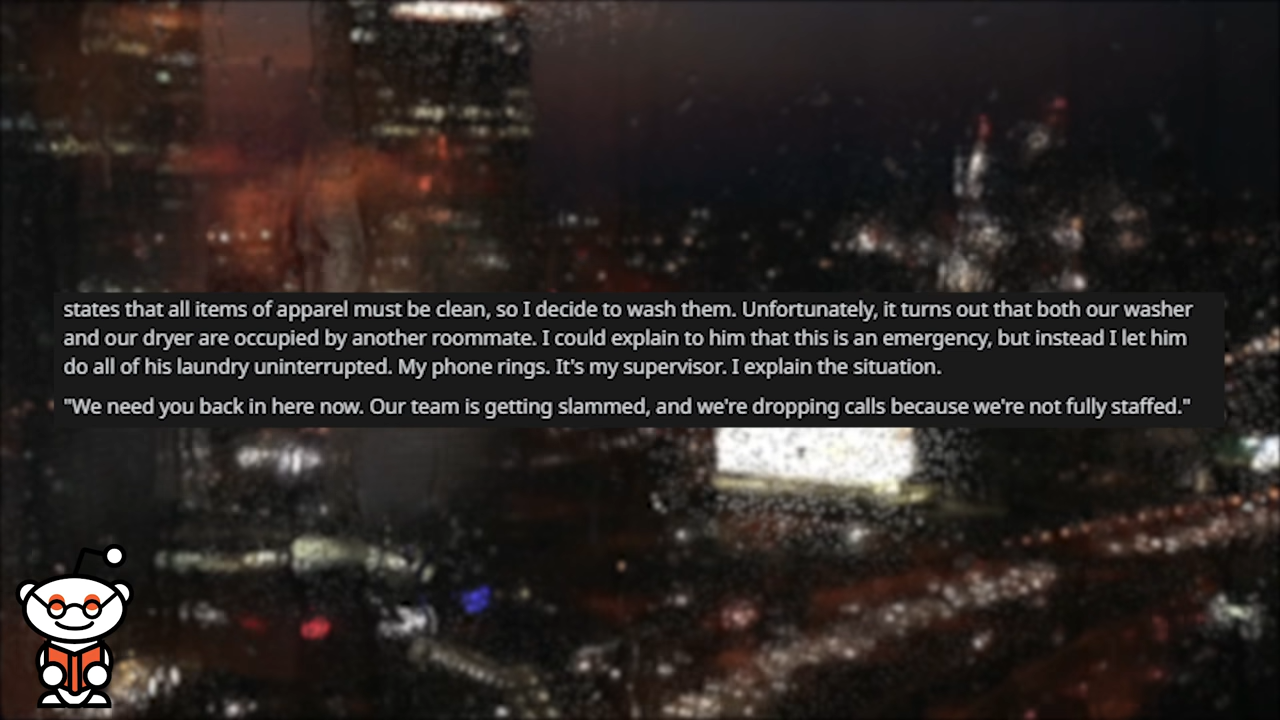 states that all items of apparel must be clean, so I decide to wash them. Unfortunately, it turns out that both our washer
and our dryer are occupied by another roommate. I could explain to him that this is an emergency, but instead I let him
do all of his laundry uninterrupted. My phone rings. It's my supervisor. I explain the situation.
"We need you back in here now. Our team is getting slammed, and we're dropping calls because we're not fully staffed."